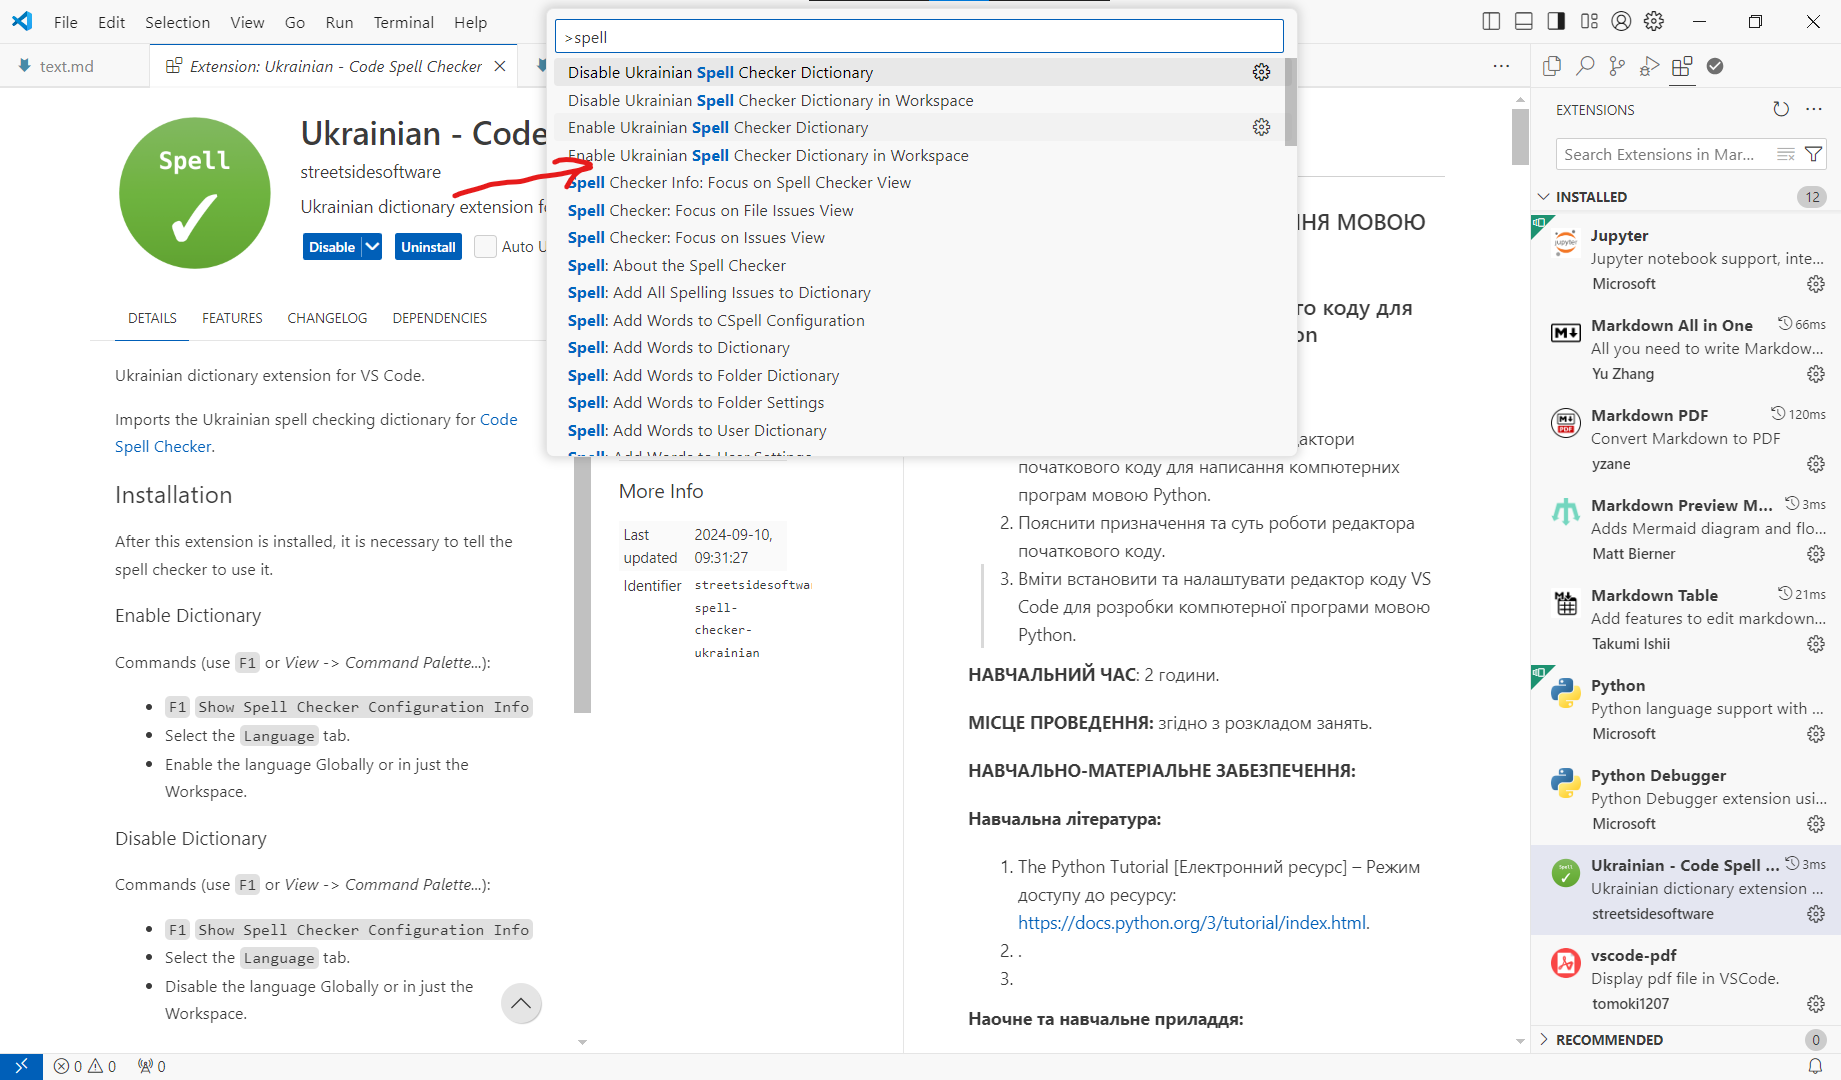 File Edit Selection View Go Run Terminal Help
>spell
text.md
Extension: Ukrainian - Code Spell Checker
Disable Ukrainian Spell Checker Dictionary
Disable Ukrainian Spell Checker Dictionary in Workspace
Enable Ukrainian Spell Checker Dictionary
Enable Ukrainian Spell Checker Dictionary in Workspace
Spell Checker Info: Focus on Spell Checker View
Spell Checker: Focus on File Issues View
Spell Checker: Focus on Issues View
Spell: About the Spell Checker
Spell: Add All Spelling Issues to Dictionary
Spell: Add Words to CSpell Configuration
Spell: Add Words to Dictionary
Spell: Add Words to Folder Dictionary
Spell: Add Words to Folder Settings
Spell: Add Words to User Dictionary
Spell: Add Words to User Settings
Spell
Ukrainian - Code
streetsidesoftware
Ukrainian dictionary extension fo
Disable Uninstall Auto U
DETAILS FEATURES CHANGELOG DEPENDENCIES
Ukrainian dictionary extension for VS Code.
Imports the Ukrainian spell checking dictionary for Code
Spell Checker.
Installation
After this extension is installed, it is necessary to tell the
spell checker to use it.
Enable Dictionary
Commands (use F1 or View -> Command Palette...):
• F1 Show Spell Checker Configuration Info
• Select the Language tab.
• Enable the language Globally or in just the
Workspace.
Disable Dictionary
Commands (use F1 or View -> Command Palette...):
• F1 Show Spell Checker Configuration Info
• Select the Language tab.
• Disable the language Globally or in just the
Workspace.
More Info
Last 2024-09-10,
updated 09:31:27
Identifier streetsidesoftwa
spell-
checker-
ukrainian
ННЯ МОВОЮ
го коду для
on
дактори
початкового коду для написання компютерних
програм мовою Python.
2. Пояснити призначення та суть роботи редактора
початкового коду.
3. Вміти встановити та налаштувати редактор коду VS
Code для розробки компютерної програми мовою
Python.
НАВЧАЛЬНИЙ ЧАС: 2 години.
МІСЦЕ ПРОВЕДЕННЯ: згідно з розкладом занять.
НАВЧАЛЬНО-МАТЕРІАЛЬНЕ ЗАБЕЗПЕЧЕННЯ:
Навчальна література:
1. The Python Tutorial [Електронний ресурс] – Режим
доступу до ресурсу:
https://docs.python.org/3/tutorial/index.html.
2. .
3.
Наочне та навчальне приладдя:
EXTENSIONS
Search Extensions in Mar...
INSTALLED 12
Jupyter
Jupyter notebook support, inte...
Microsoft
Markdown All in One 66ms
All you need to write Markdow...
Yu Zhang
Markdown PDF 120ms
Convert Markdown to PDF
yzane
Markdown Preview M... 3ms
Adds Mermaid diagram and flo...
Matt Bierner
Markdown Table 21ms
Add features to edit markdown...
Takumi Ishii
Python
Python language support with ...
Microsoft
Python Debugger
Python Debugger extension usi...
Microsoft
Ukrainian - Code Spell ... 3ms
Ukrainian dictionary extension ...
streetsidesoftware
vscode-pdf
Display pdf file in VSCode.
tomoki1207
RECOMMENDED 0
0 0 0